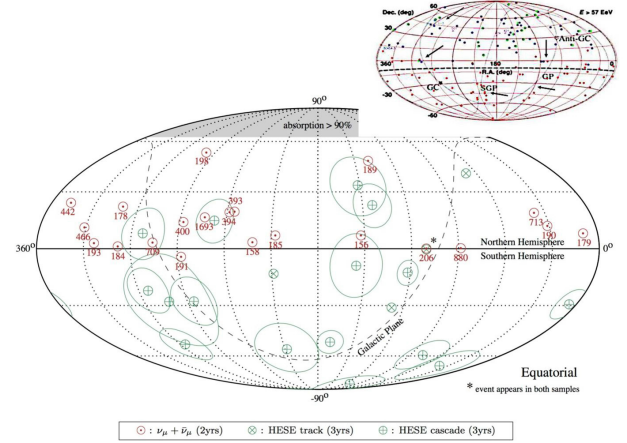 Dec. (deg)
60
E > 57 EeV
30
Anti-GC
360
180
0
R.A. (deg)
GP
GC
SGP
-30
-60
90°
absorption > 90%
198
189
393
442
178
394
713
1693
400
466
190
185
156
179
Northern Hemisphere
360°
0°
193
184
709
158
206
880
Southern Hemisphere
191
Galactic Plane
Equatorial
* event appears in both samples
-90°
⊙ : νμ + ν̄μ (2yrs) ⊗ : HESE track (3yrs) ⊕ : HESE cascade (3yrs)